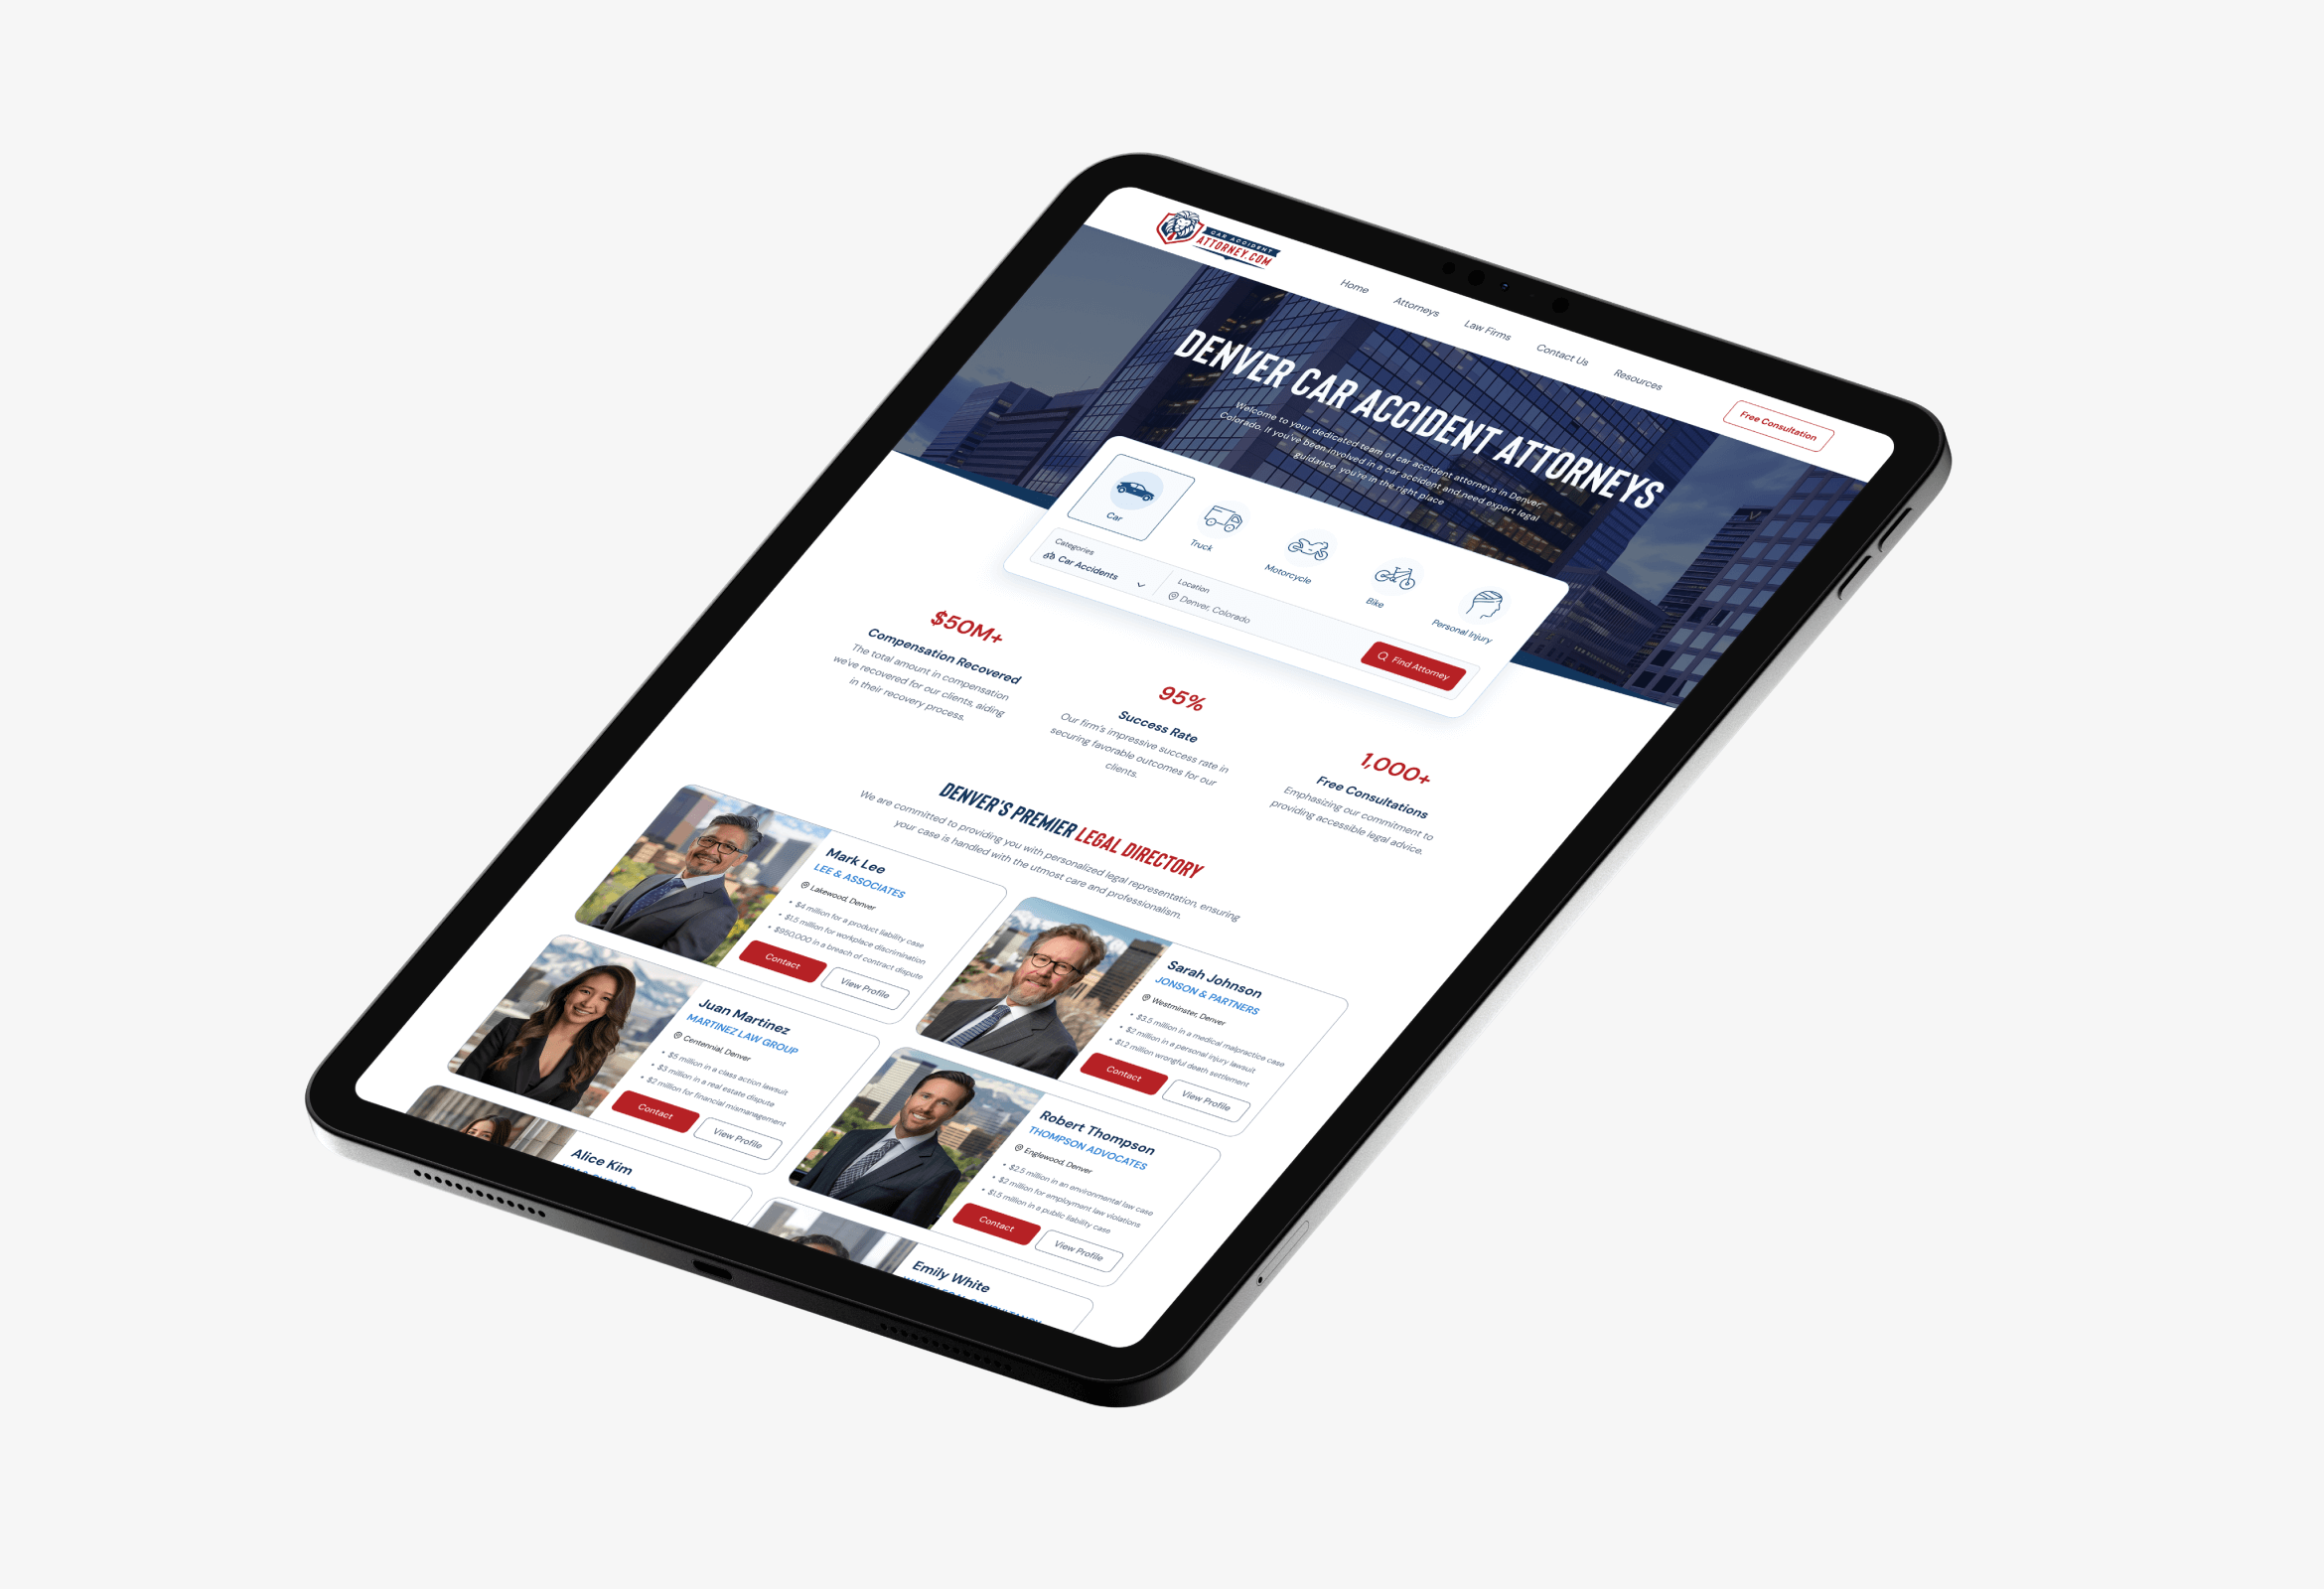 CAR ACCIDENT
ATTORNEY.COM
Home
Attorneys
Law Firms
Contact Us
Resources
Free Consultation
DENVER CAR ACCIDENT ATTORNEYS
Welcome to your dedicated team of car accident attorneys in Denver,
Colorado. If you've been involved in a car accident and need expert legal
guidance, you're in the right place
Car
Truck
Motorcycle
Bike
Personal Injury
Categories
Car Accidents
Location
Denver, Colorado
Find Attorney
$50M+
Compensation Recovered
The total amount in compensation
we've recovered for our clients, aiding
in their recovery process.
95%
Success Rate
Our firm's impressive success rate in
securing favorable outcomes for our
clients.
1,000+
Free Consultations
Emphasizing our commitment to
providing accessible legal advice.
DENVER'S PREMIER LEGAL DIRECTORY
We are committed to providing you with personalized legal representation, ensuring
your case is handled with the utmost care and professionalism.
Mark Lee
LEE & ASSOCIATES
Lakewood, Denver
• $4 million for a product liability case
• $1.5 million for workplace discrimination
• $950,000 in a breach of contract dispute
Contact
View Profile
Sarah Johnson
JONSON & PARTNERS
Westminster, Denver
• $3.5 million in a medical malpractice case
• $2 million in a personal injury lawsuit
• $1.2 million wrongful death settlement
Contact
View Profile
Juan Martinez
MARTINEZ LAW GROUP
Centennial, Denver
• $5 million in a class action lawsuit
• $3 million in a real estate dispute
• $2 million for financial mismanagement
Contact
View Profile
Robert Thompson
THOMPSON ADVOCATES
Englewood, Denver
• $2.5 million in an environmental law case
• $2 million for employment law violations
• $1.5 million in a public liability case
Contact
View Profile
Alice Kim
Emily White